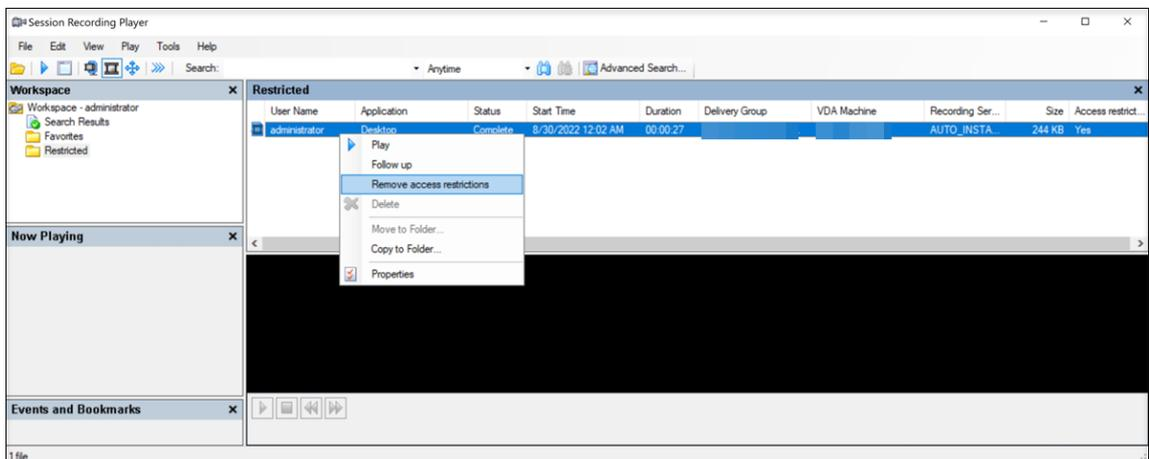 Session Recording Player
File Edit View Play Tools Help
Search: Anytime Advanced Search...
Workspace
Workspace - administrator
Search Results
Favorites
Restricted
Restricted
User Name Application Status Start Time Duration Delivery Group VDA Machine Recording Ser... Size Access restrict...
administrator Desktop Complete 8/30/2022 12:02 AM 00:00:27 AUTO_INSTA... 244 KB Yes
Play
Follow up
Remove access restrictions
Delete
Move to Folder...
Copy to Folder...
Properties
Now Playing
Events and Bookmarks
1 file